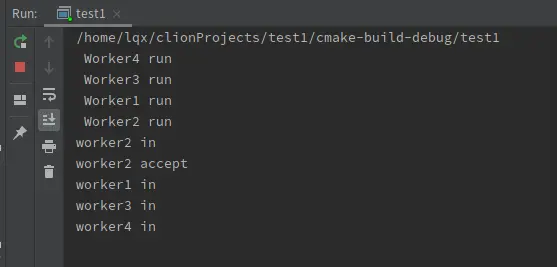 Run: test1
/home/lqx/clionProjects/test1/cmake-build-debug/test1
Worker4 run
Worker3 run
Worker1 run
Worker2 run
worker2 in
worker2 accept
worker1 in
worker3 in
worker4 in